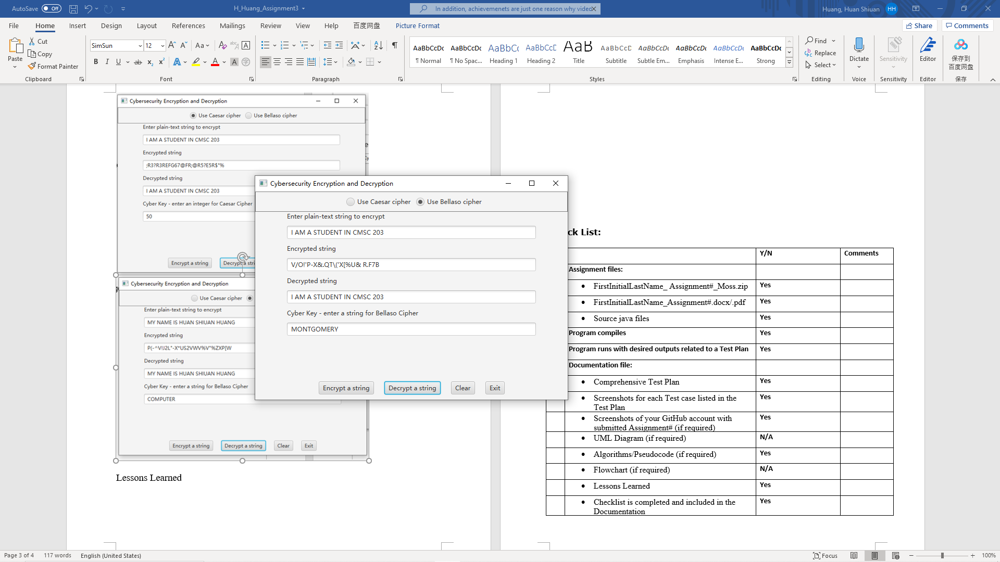 AutoSave Off
H_Huang_Assignment3
In addition, achievemenets are just one reason why video
Huang, Huan Shiuan HH
File Home Insert Design Layout References Mailings Review View Help 百度网盘 Picture Format
Share Comments
Paste
Cut
Copy
Format Painter
Clipboard
SimSun 12
Font
Paragraph
AaBbCcDc AaBbCcDc AaBbCc AaBbCcD AaB AaBbCcD AaBbCcDc AaBbCcDc AaBbCcDc AaBbCcDc
¶ Normal ¶ No Spac... Heading 1 Heading 2 Title Subtitle Subtle Em... Emphasis Intense E... Strong
Styles
Find
Replace
Select
Editing
Dictate
Voice
Sensitivity
Sensitivity
Editor
Editor
保存到
百度网盘
保存
Cybersecurity Encryption and Decryption
Use Caesar cipher Use Bellaso cipher
Enter plain-text string to encrypt
I AM A STUDENT IN CMSC 203
Encrypted string
;R3?R3REFG67@FR;@R5?E5R$"%
Decrypted string
I AM A STUDENT IN CMSC 203
Cyber Key - enter an integer for Caesar Cipher
50
Encrypt a string Decrypt a stri
Cybersecurity Encryption and Decryption
Use Caesar cipher
Enter plain-text string to encrypt
MY NAME IS HUAN SHIUAN HUANG
Encrypted string
P(-^V!J2L"-X*US2VWV%V"%ZXP[W
Decrypted string
MY NAME IS HUAN SHIUAN HUANG
Cyber Key - enter a string for Bellaso Cipher
COMPUTER
Encrypt a string Decrypt a string Clear Exit
Cybersecurity Encryption and Decryption
Use Caesar cipher Use Bellaso cipher
Enter plain-text string to encrypt
I AM A STUDENT IN CMSC 203
Encrypted string
V/O!'P-X&.QT\('X[%U& R.F7B
Decrypted string
I AM A STUDENT IN CMSC 203
Cyber Key - enter a string for Bellaso Cipher
MONTGOMERY
Encrypt a string Decrypt a string Clear Exit
Lessons Learned
ck List:
Y/N Comments
Assignment files:
• FirstInitialLastName_ Assignment#_Moss.zip Yes
• FirstInitialLastName_Assignment#.docx/.pdf Yes
• Source java files Yes
Program compiles Yes
Program runs with desired outputs related to a Test Plan Yes
Documentation file:
• Comprehensive Test Plan Yes
• Screenshots for each Test case listed in the Yes
Test Plan
• Screenshots of your GitHub account with Yes
submitted Assignment# (if required)
• UML Diagram (if required) N/A
• Algorithms/Pseudocode (if required) Yes
• Flowchart (if required) N/A
• Lessons Learned Yes
• Checklist is completed and included in the Yes
Documentation
Page 3 of 4 117 words English (United States)
Focus 100%